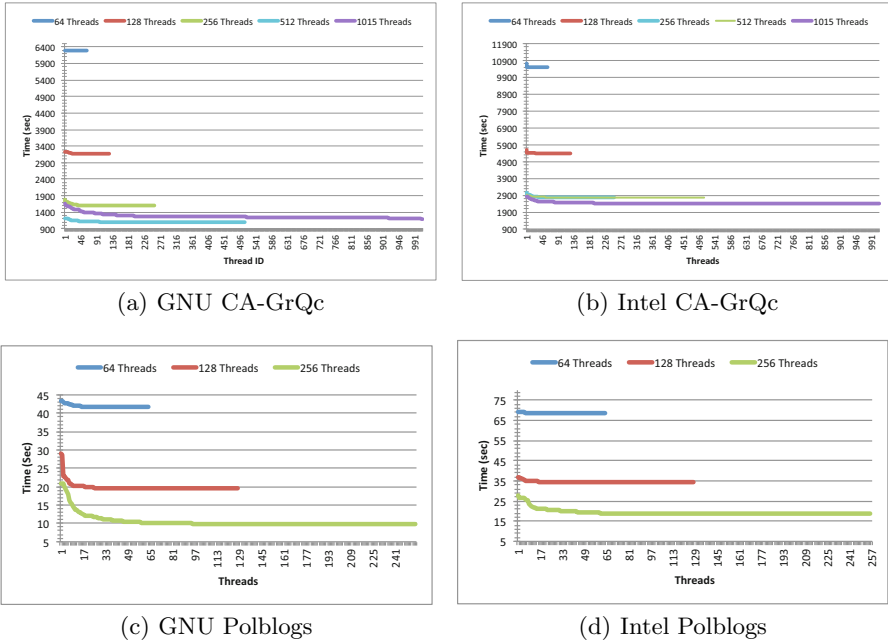 64 Threads 128 Threads 256 Threads 512 Threads 1015 Threads
6400
5900
5400
4900
4400
3900
3400
2900
2400
1900
1400
900
Time (sec)
1 46 91 136 181 226 271 316 361 406 451 496 541 586 631 676 721 766 811 856 901 946 991
Thread ID
(a) GNU CA-GrQc
64 Threads 128 Threads 256 Threads 512 Threads 1015 Threads
11900
10900
9900
8900
7900
6900
5900
4900
3900
2900
1900
900
Time (sec)
1 46 91 136 181 226 271 316 361 406 451 496 541 586 631 676 721 766 811 856 901 946 991
Threads
(b) Intel CA-GrQc
64 Threads 128 Threads 256 Threads
45
40
35
30
25
20
15
10
5
Time (Sec)
1 17 33 49 65 81 97 113 129 145 161 177 193 209 225 241
Threads
(c) GNU Polblogs
64 Threads 128 Threads 256 Threads
75
65
55
45
35
25
15
5
Time (sec)
1 17 33 49 65 81 97 113 129 145 161 177 193 209 225 241 257
Threads
(d) Intel Polblogs